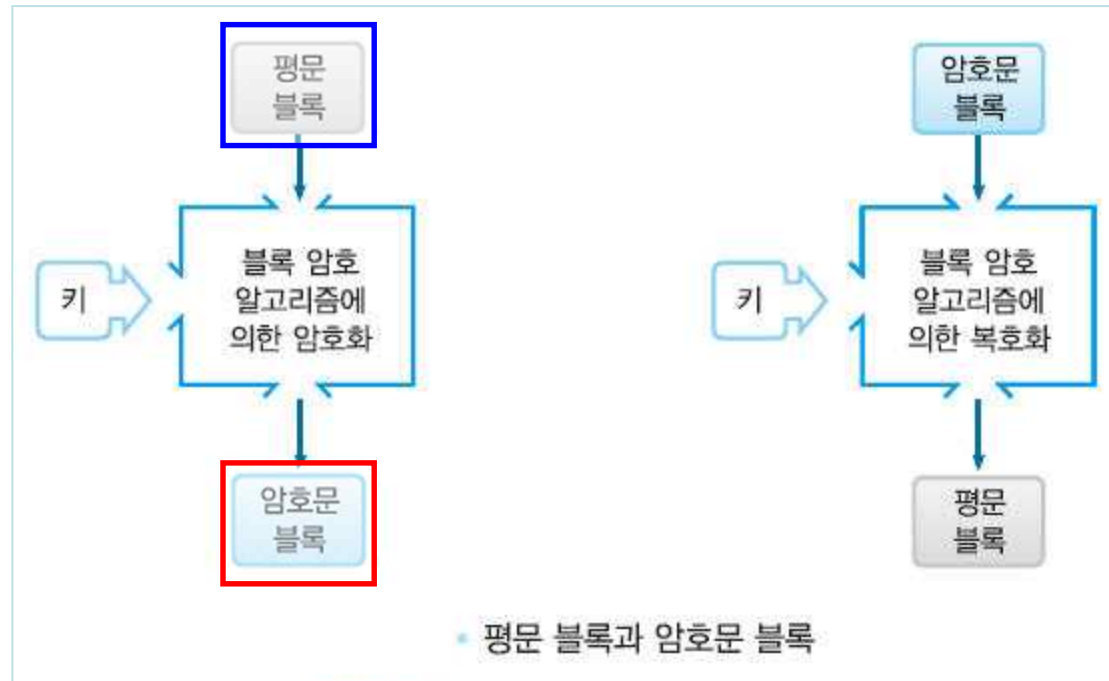 평문
블록
키
블록 암호
알고리즘에
의한 암호화
암호문
블록
암호문
블록
키
블록 암호
알고리즘에
의한 복호화
평문
블록
• 평문 블록과 암호문 블록